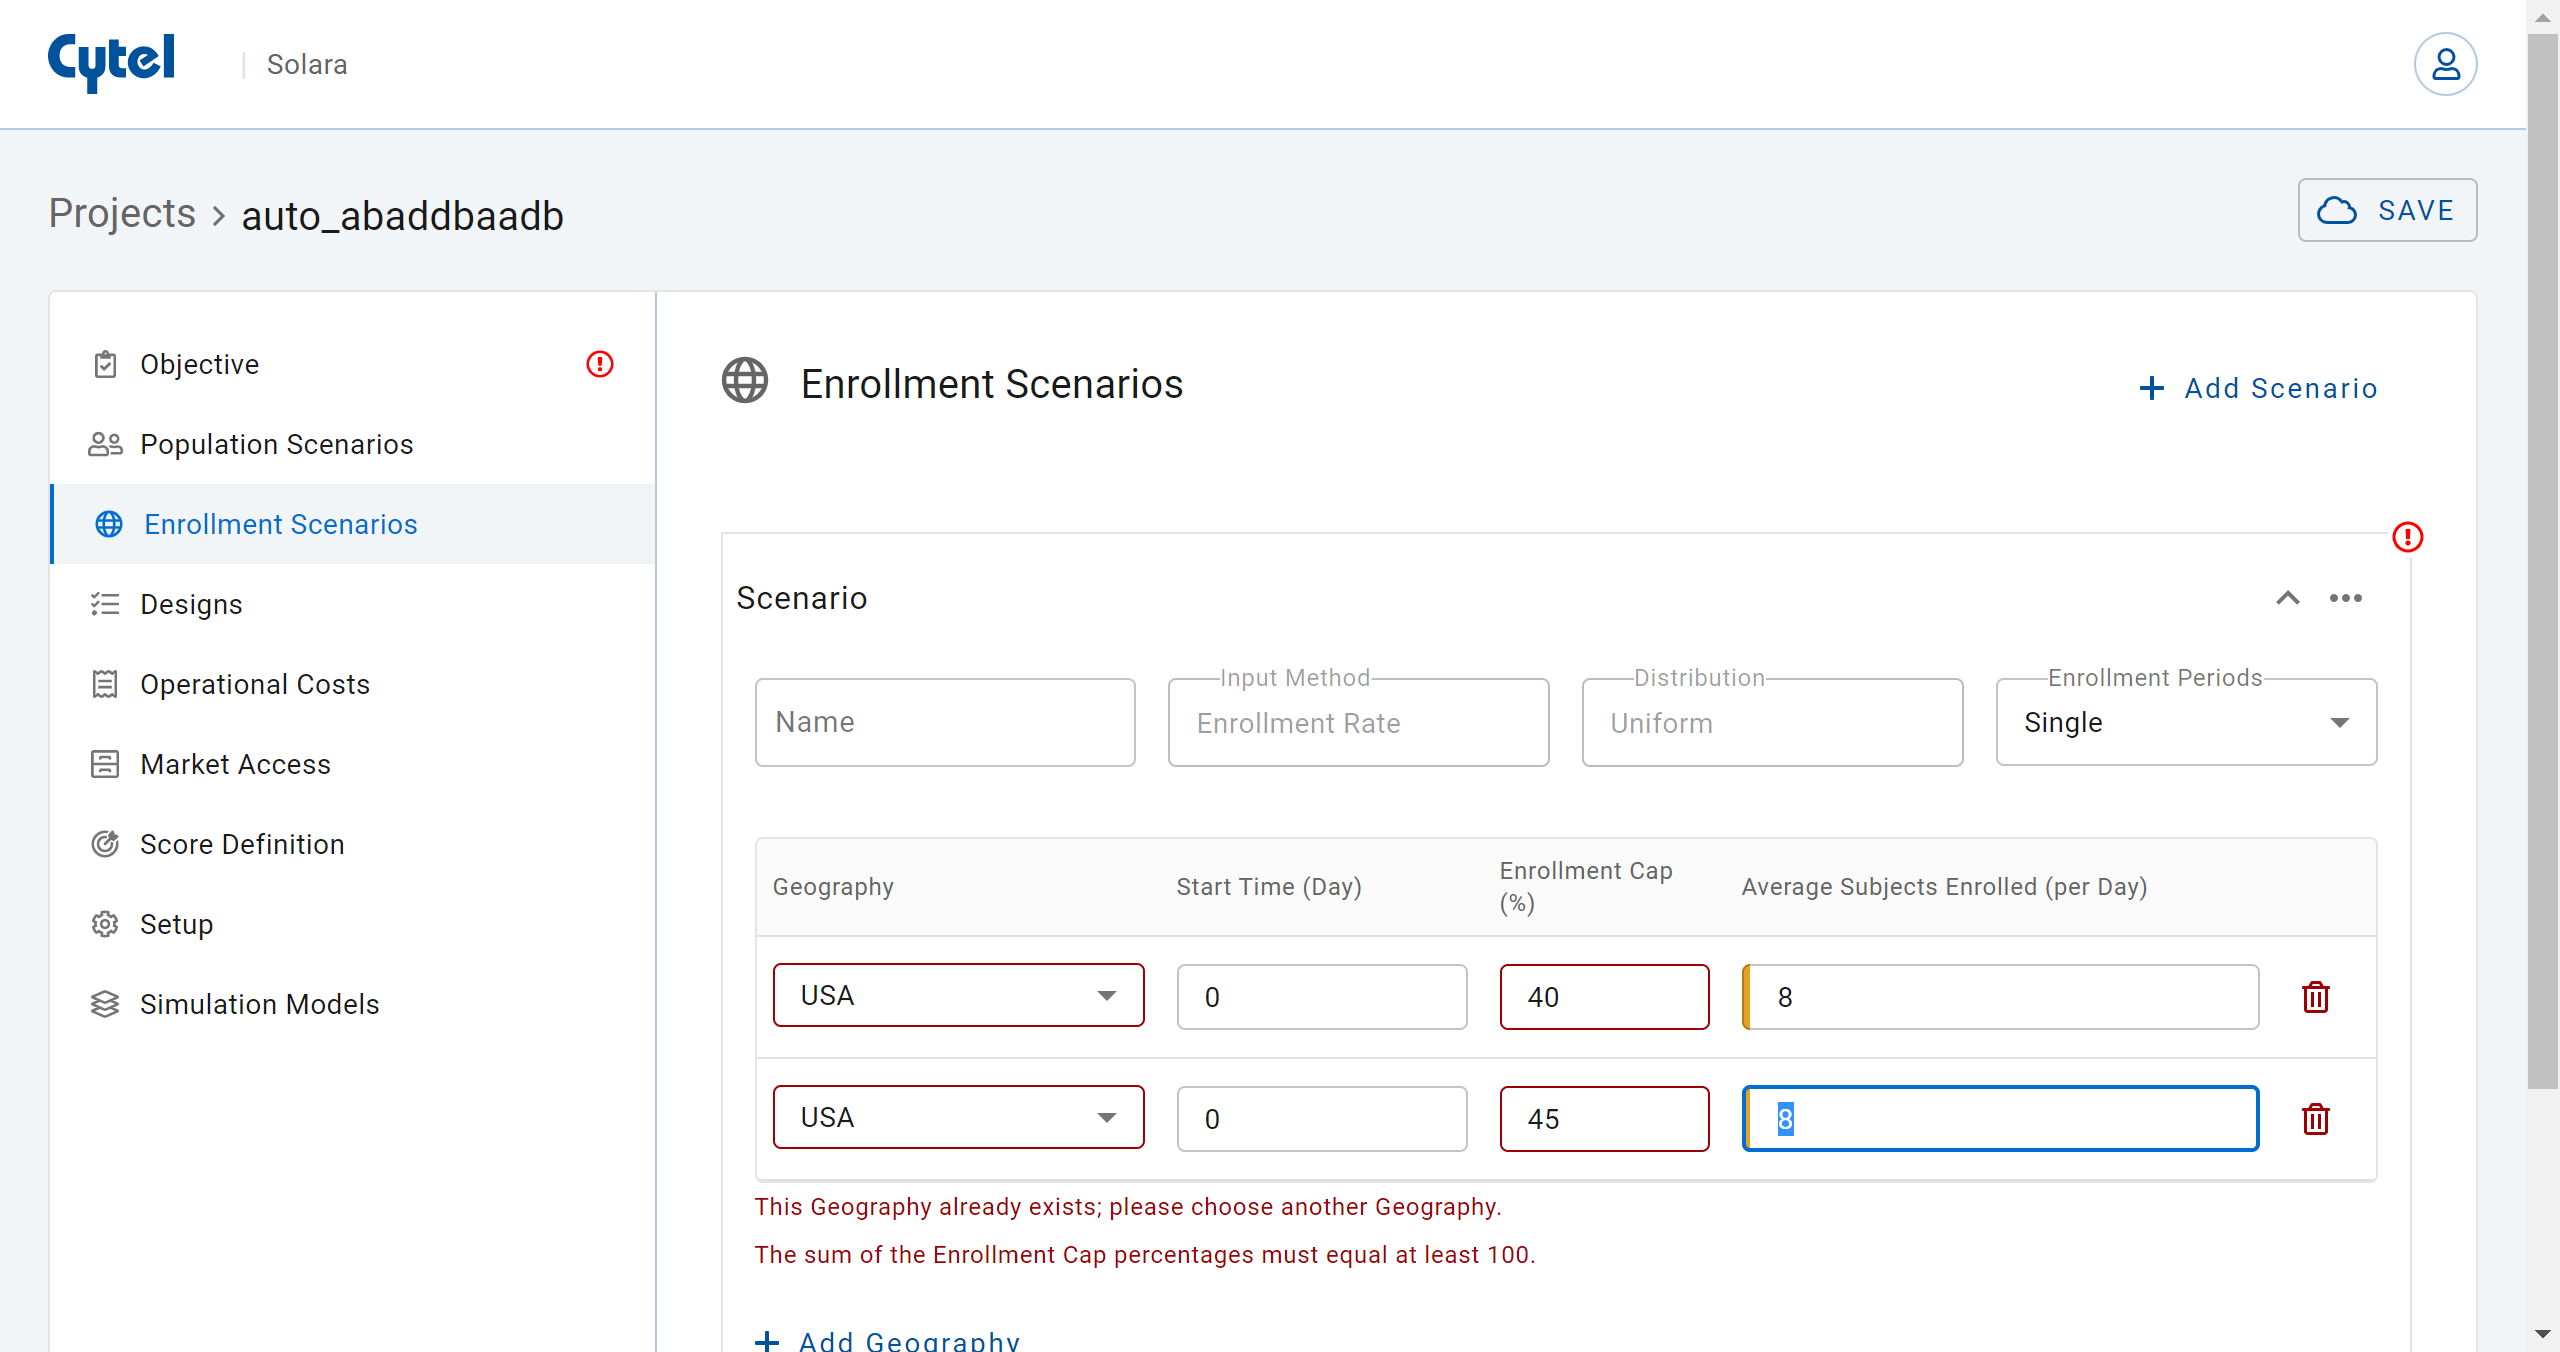 Cytel | Solara
Projects > auto_abaddbaadb
SAVE
Objective
Population Scenarios
Enrollment Scenarios
Designs
Operational Costs
Market Access
Score Definition
Setup
Simulation Models
Enrollment Scenarios
Add Scenario
Scenario
Name
Input Method
Enrollment Rate
Distribution
Uniform
Enrollment Periods
Single
Geography
Start Time (Day)
Enrollment Cap
(%)
Average Subjects Enrolled (per Day)
USA 0 40 8
USA 0 45 8
This Geography already exists; please choose another Geography.
The sum of the Enrollment Cap percentages must equal at least 100.
Add Geography